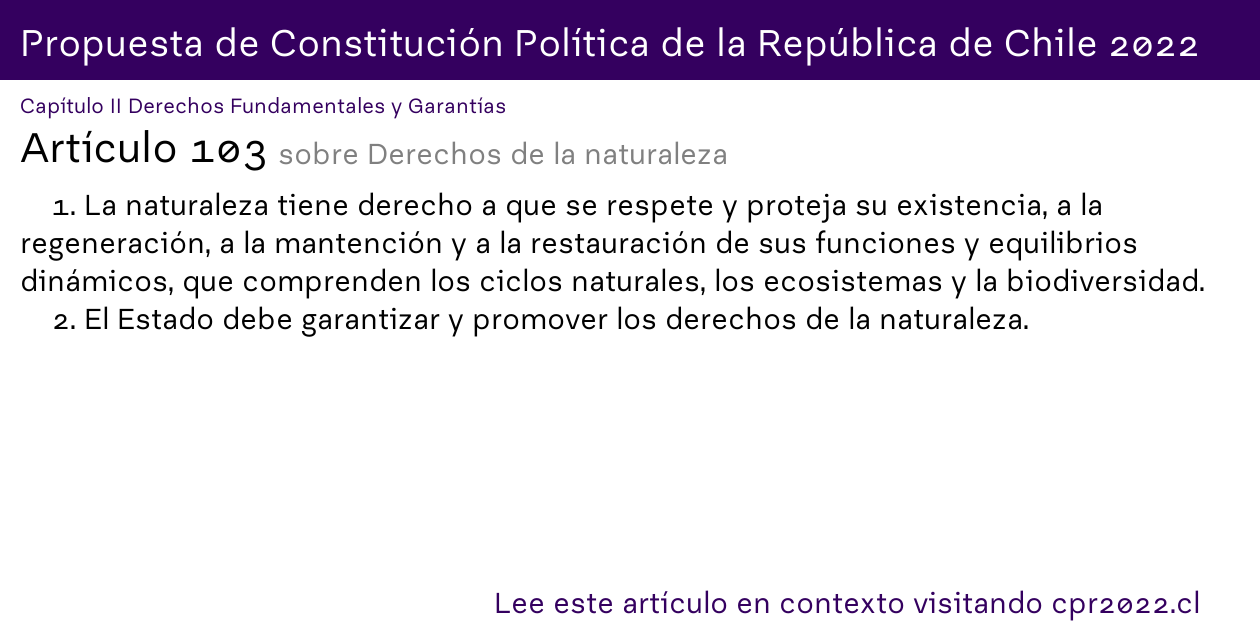 Propuesta de Constitución Política de la República de Chile 2022
Capítulo II Derechos Fundamentales y Garantías
Artículo 103 sobre Derechos de la naturaleza
1. La naturaleza tiene derecho a que se respete y proteja su existencia, a la
regeneración, a la mantención y a la restauración de sus funciones y equilibrios
dinámicos, que comprenden los ciclos naturales, los ecosistemas y la biodiversidad.
2. El Estado debe garantizar y promover los derechos de la naturaleza.
Lee este artículo en contexto visitando cpr2022.cl